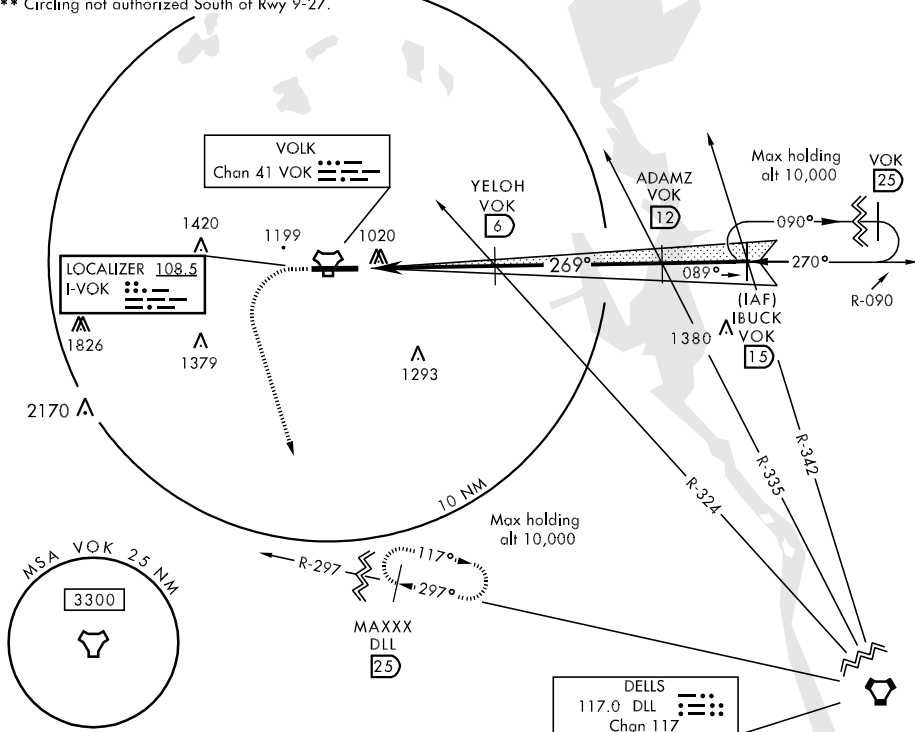 ** Circling not authorized South of Rwy 9-27.
VOLK
Chan 41 VOK
YELOH
VOK
6
ADAMZ
VOK
12
Max holding
alt 10,000
VOK
25
1420
1199
1020
090°
LOCALIZER 108.5
I-VOK
269°
089°
270°
R-090
(IAF)
IBUCK
VOK
15
1826
1379
1293
1380
2170
R-342
R-335
R-324
10 NM
Max holding
alt 10,000
MSA VOK 25 NM
3300
R-297
117°
297°
MAXXX
DLL
25
DELLS
117.0 DLL
Chan 117